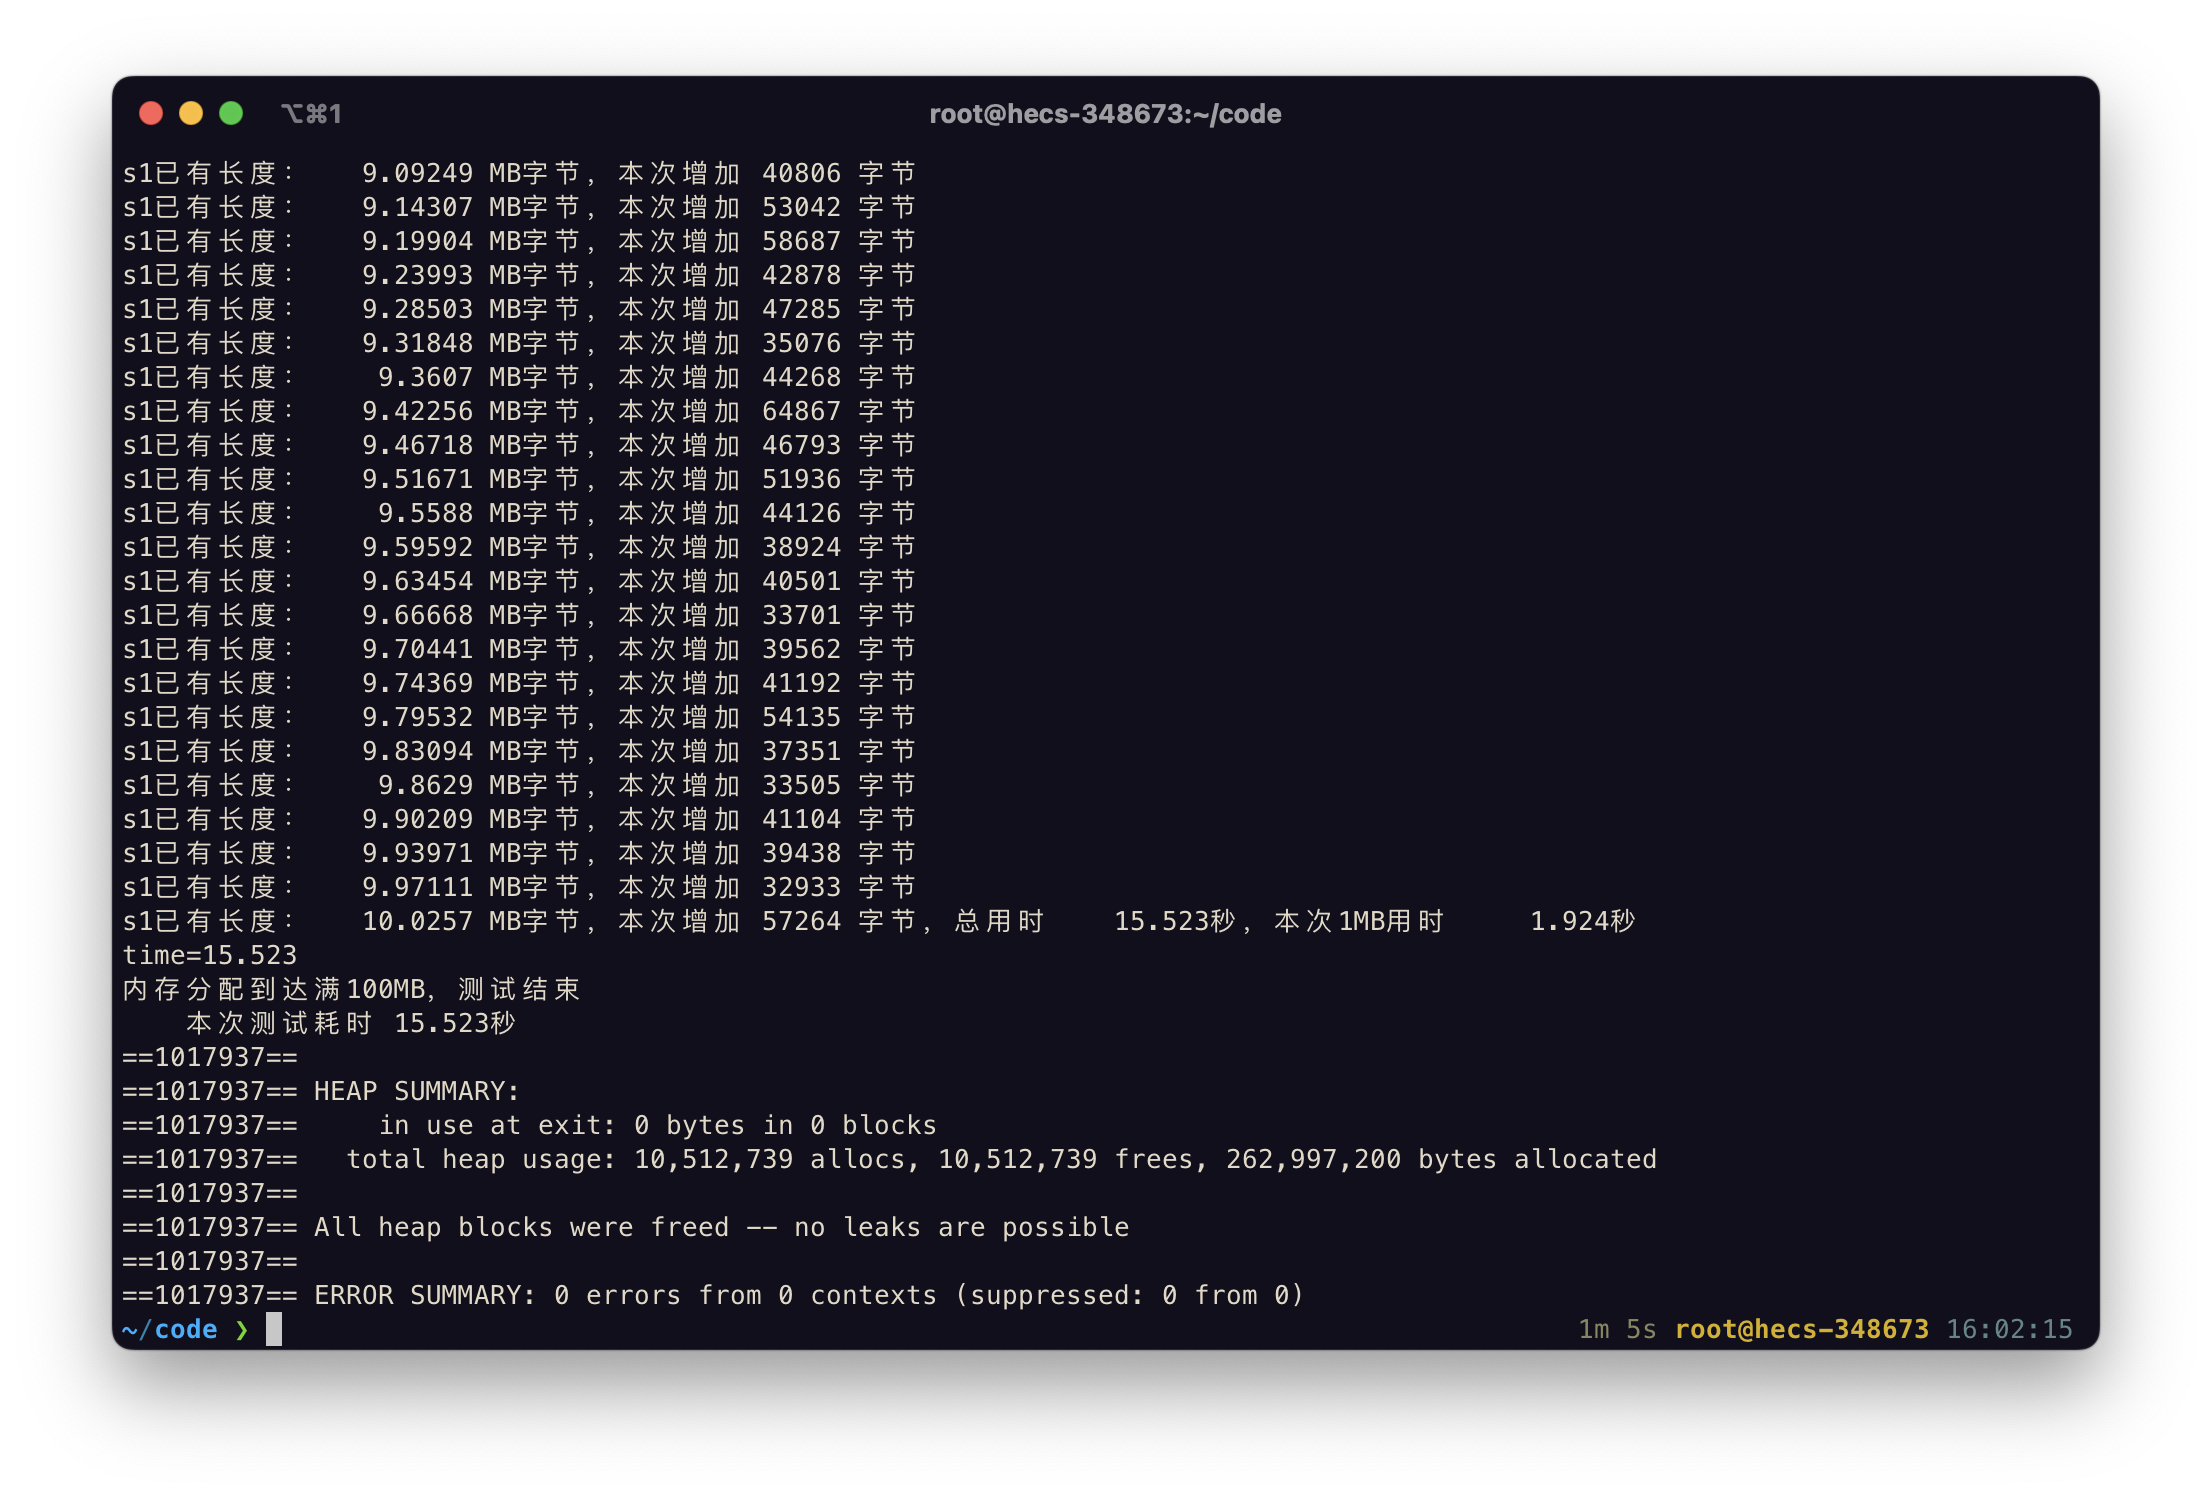 ⌥⌘1 root@hecs-348673:~/code
s1已有长度：    9.09249 MB字节，本次增加 40806 字节
s1已有长度：    9.14307 MB字节，本次增加 53042 字节
s1已有长度：    9.19904 MB字节，本次增加 58687 字节
s1已有长度：    9.23993 MB字节，本次增加 42878 字节
s1已有长度：    9.28503 MB字节，本次增加 47285 字节
s1已有长度：    9.31848 MB字节，本次增加 35076 字节
s1已有长度：     9.3607 MB字节，本次增加 44268 字节
s1已有长度：    9.42256 MB字节，本次增加 64867 字节
s1已有长度：    9.46718 MB字节，本次增加 46793 字节
s1已有长度：    9.51671 MB字节，本次增加 51936 字节
s1已有长度：     9.5588 MB字节，本次增加 44126 字节
s1已有长度：    9.59592 MB字节，本次增加 38924 字节
s1已有长度：    9.63454 MB字节，本次增加 40501 字节
s1已有长度：    9.66668 MB字节，本次增加 33701 字节
s1已有长度：    9.70441 MB字节，本次增加 39562 字节
s1已有长度：    9.74369 MB字节，本次增加 41192 字节
s1已有长度：    9.79532 MB字节，本次增加 54135 字节
s1已有长度：    9.83094 MB字节，本次增加 37351 字节
s1已有长度：     9.8629 MB字节，本次增加 33505 字节
s1已有长度：    9.90209 MB字节，本次增加 41104 字节
s1已有长度：    9.93971 MB字节，本次增加 39438 字节
s1已有长度：    9.97111 MB字节，本次增加 32933 字节
s1已有长度：    10.0257 MB字节，本次增加 57264 字节，总用时    15.523秒，本次1MB用时     1.924秒
time=15.523
内存分配到达满100MB，测试结束
    本次测试耗时 15.523秒
==1017937==
==1017937== HEAP SUMMARY:
==1017937==     in use at exit: 0 bytes in 0 blocks
==1017937==   total heap usage: 10,512,739 allocs, 10,512,739 frees, 262,997,200 bytes allocated
==1017937==
==1017937== All heap blocks were freed -- no leaks are possible
==1017937==
==1017937== ERROR SUMMARY: 0 errors from 0 contexts (suppressed: 0 from 0)
~/code ❯ 1m 5s root@hecs-348673 16:02:15